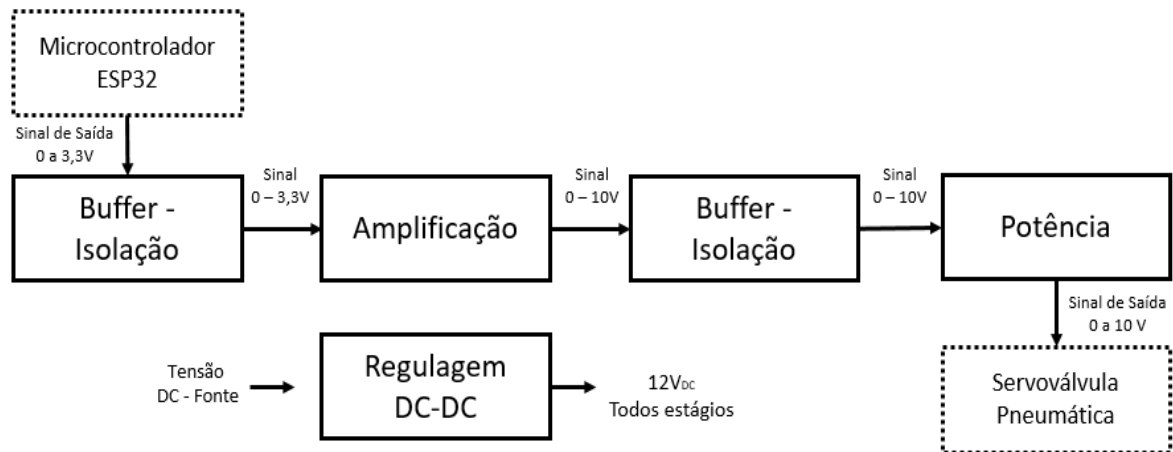 Microcontrolador
ESP32
Sinal de Saída
0 a 3,3V
Buffer -
Isolação
Sinal
0 – 3,3V
Amplificação
Sinal
0 – 10V
Buffer -
Isolação
Sinal
0 – 10V
Potência
Sinal de Saída
0 a 10 V
Servoválvula
Pneumática
Tensão
DC - Fonte
Regulagem
DC-DC
12VDC
Todos estágios